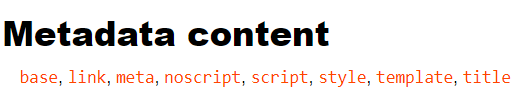 Metadata content
base, link, meta, noscript, script, style, template, title